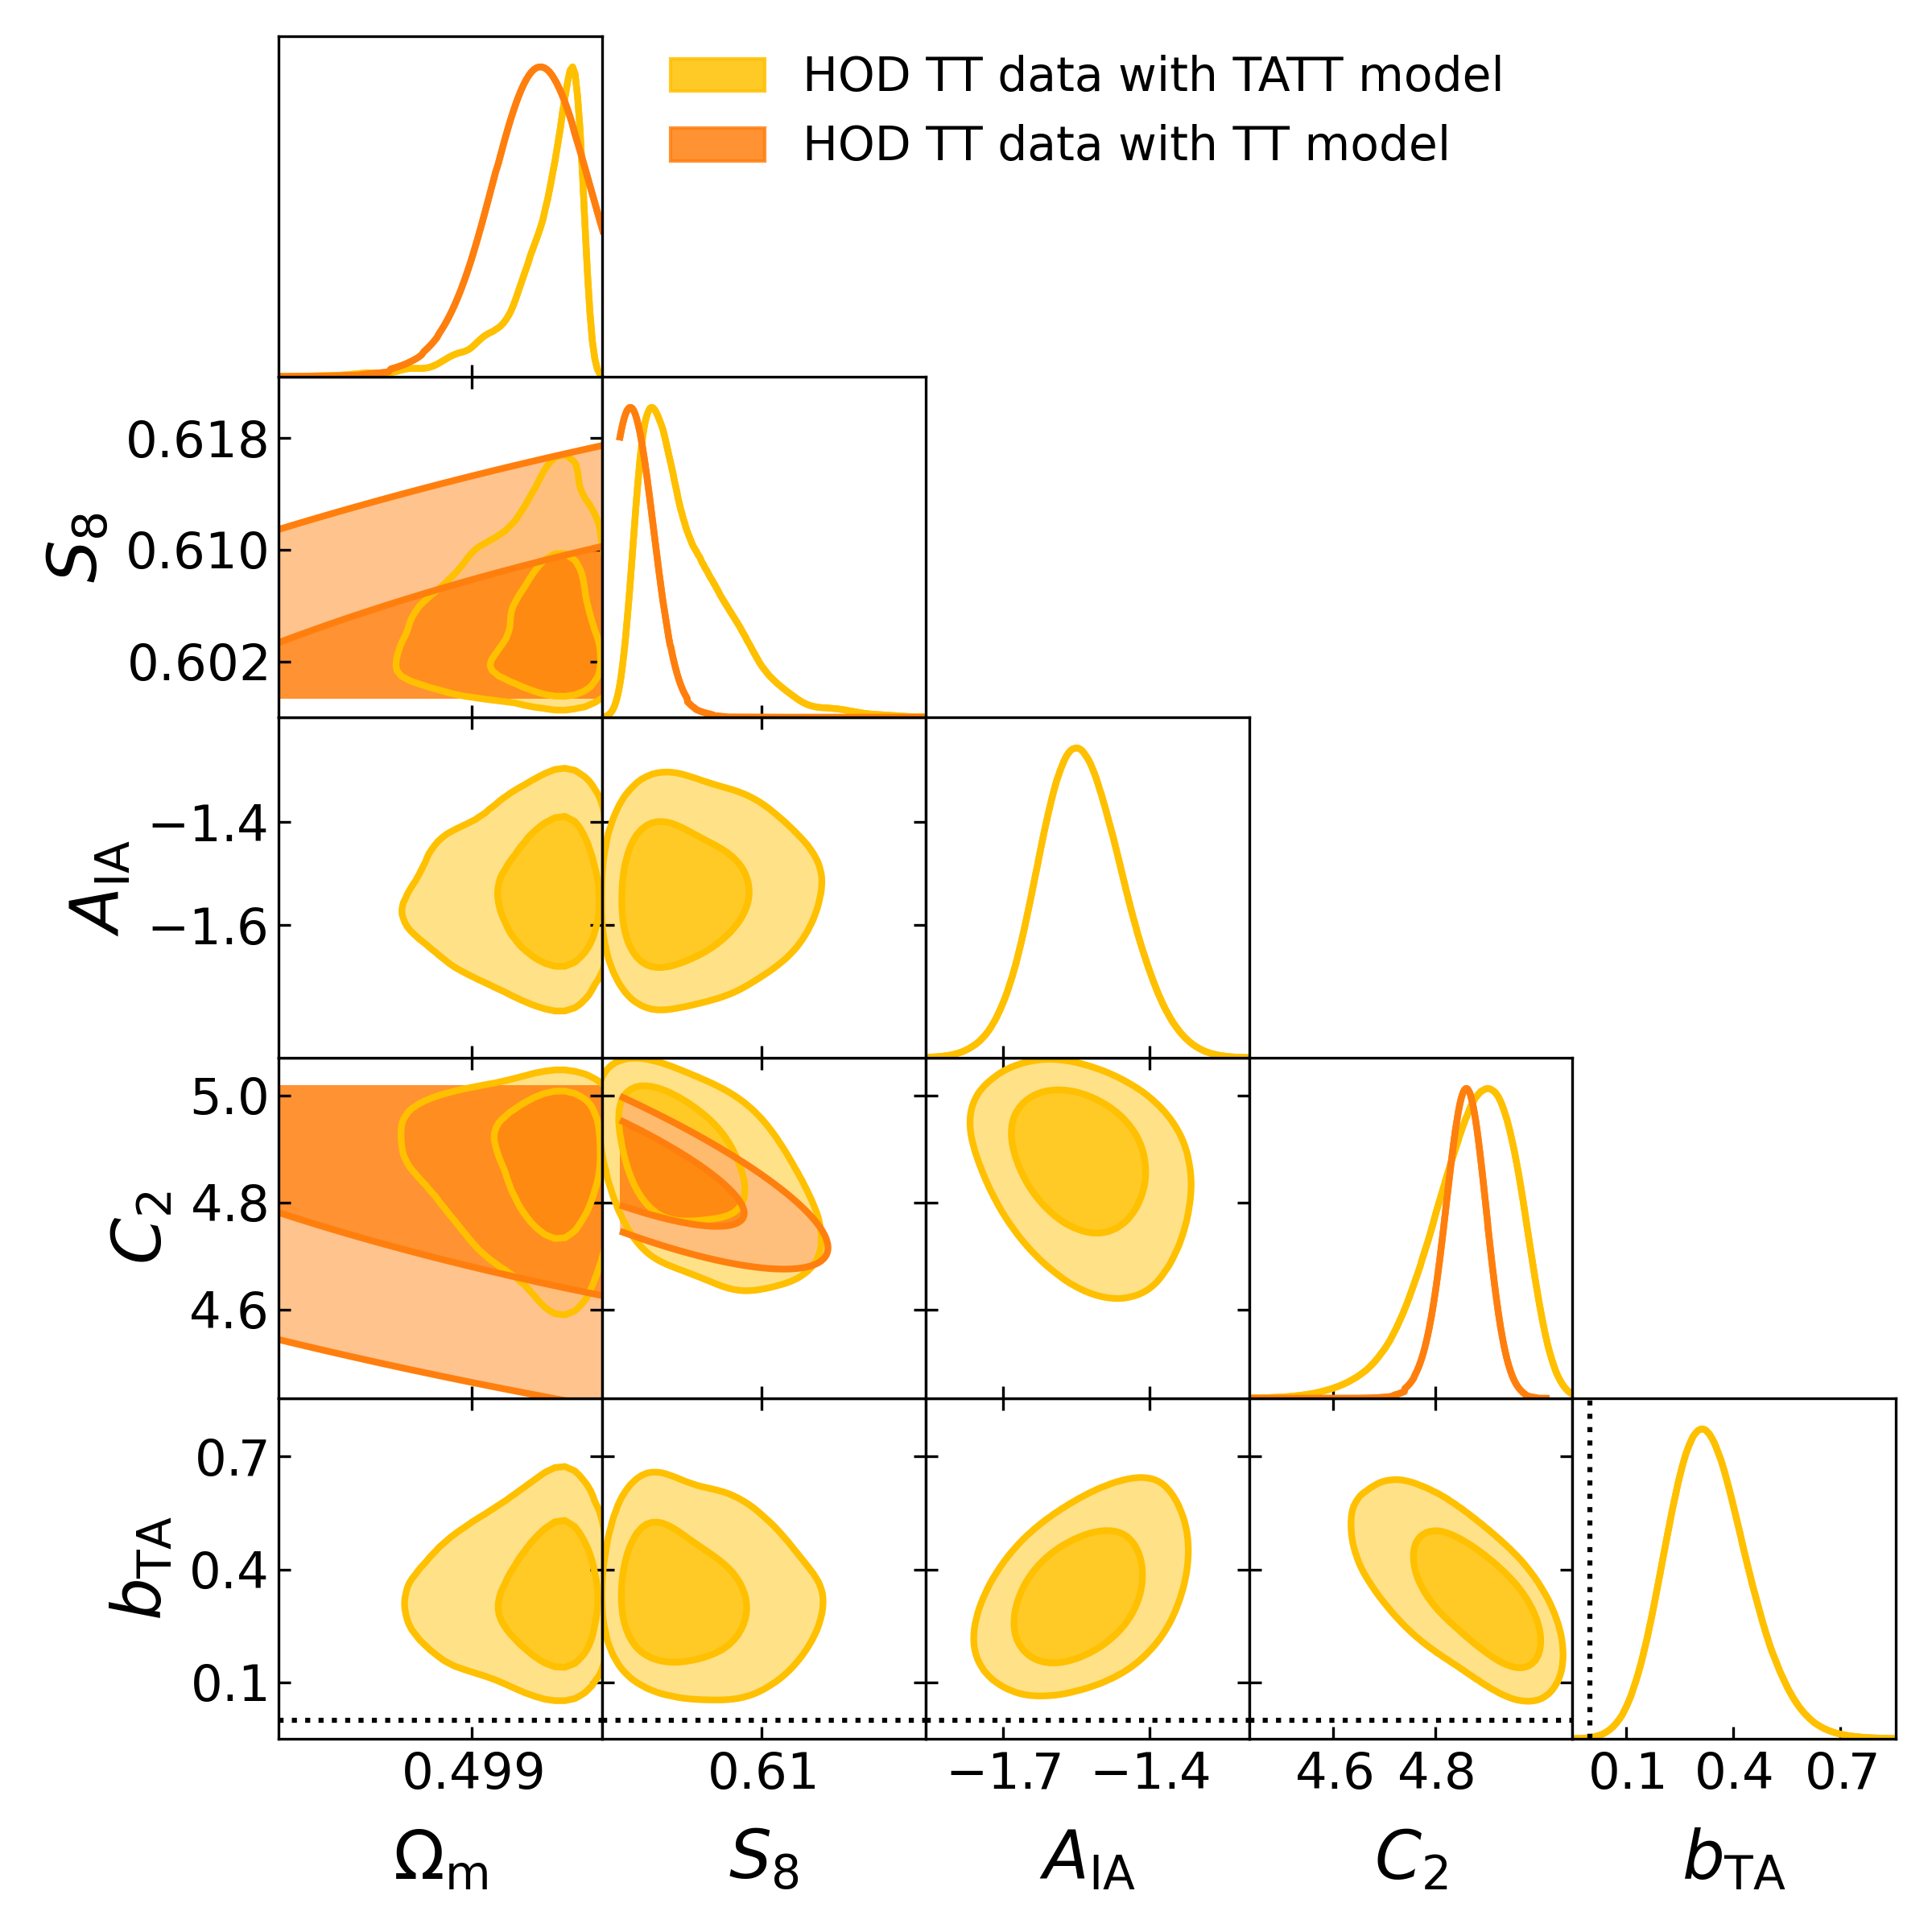 HOD TT data with TATT model
HOD TT data with TT model
0.618
0.610
0.602
S8
−1.4
−1.6
AIA
5.0
4.8
4.6
C2
0.7
0.4
0.1
bTA
0.499 0.61 −1.7 −1.4 4.6 4.8 0.1 0.4 0.7
Ωm S8 AIA C2 bTA